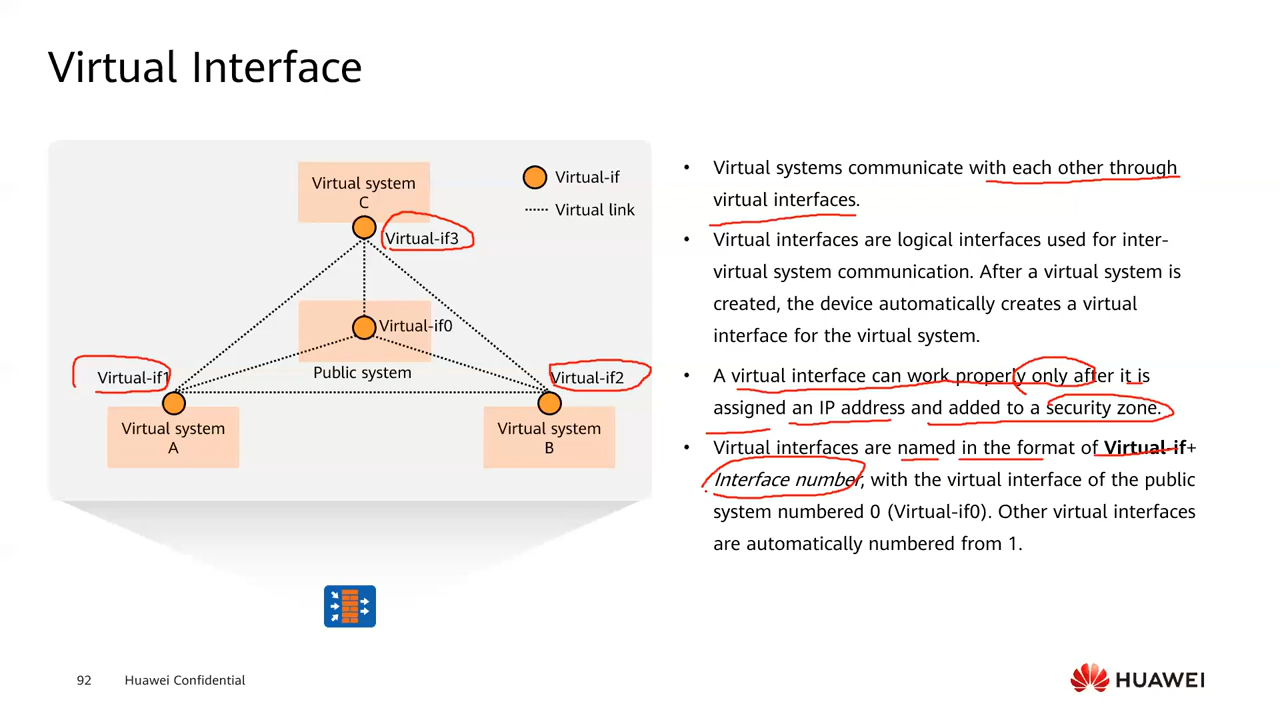 Virtual Interface
Virtual system
C
Virtual-if
Virtual link
Virtual-if3
Virtual-if0
Public system
Virtual-if1
Virtual-if2
Virtual system
A
Virtual system
B
• Virtual systems communicate with each other through
virtual interfaces.
• Virtual interfaces are logical interfaces used for inter-
virtual system communication. After a virtual system is
created, the device automatically creates a virtual
interface for the virtual system.
• A virtual interface can work properly only after it is
assigned an IP address and added to a security zone.
• Virtual interfaces are named in the format of Virtual-if+
Interface number, with the virtual interface of the public
system numbered 0 (Virtual-if0). Other virtual interfaces
are automatically numbered from 1.
92 Huawei Confidential
HUAWEI